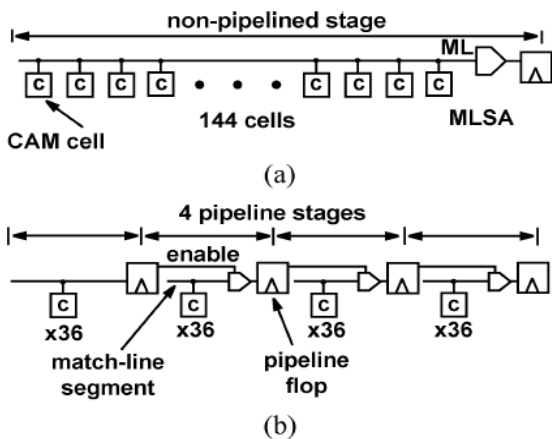 non-pipelined stage
ML
C C C C C C C C
CAM cell
144 cells
MLSA
(a)
4 pipeline stages
enable
C C C C
x36 x36 x36 x36
match-line segment
pipeline flop
(b)